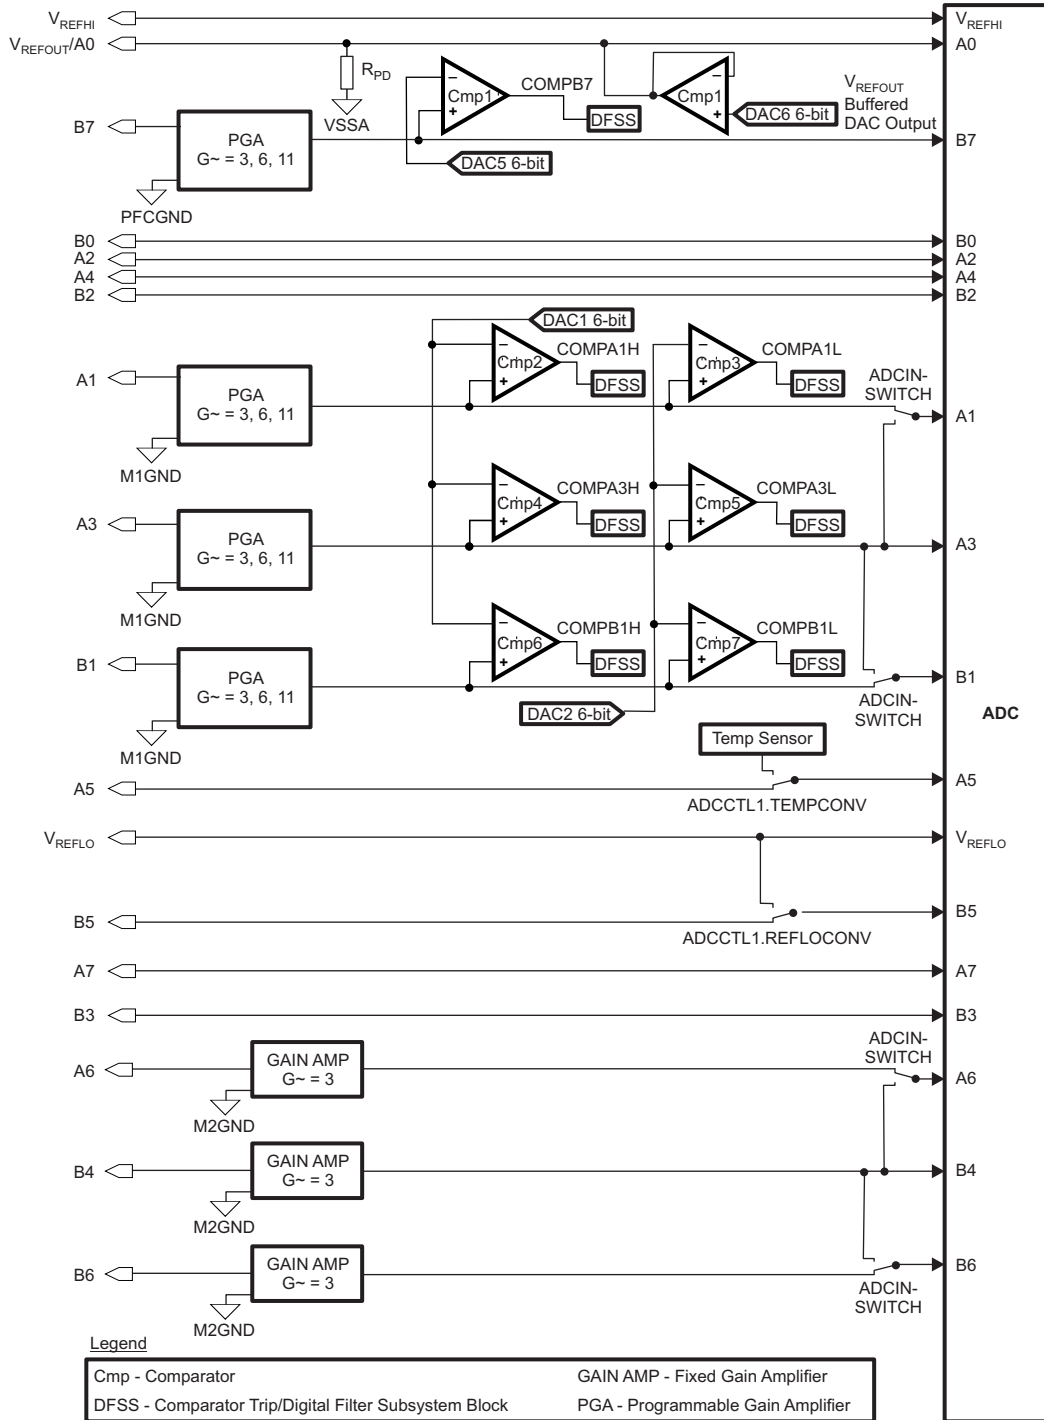 VREFHI
VREFHI
VREFOUT/A0
A0
RPD
VSSA
Cmp1
COMPB7
DFSS
Cmp1
DAC6 6-bit
VREFOUT
Buffered
DAC Output
B7
PGA
G~ = 3, 6, 11
DAC5 6-bit
B7
PFCGND
B0
B0
A2
A2
A4
A4
B2
B2
DAC1 6-bit
Cmp2
COMPA1H
DFSS
Cmp3
COMPA1L
DFSS
ADCIN-
SWITCH
A1
PGA
G~ = 3, 6, 11
A1
M1GND
Cmp4
COMPA3H
DFSS
Cmp5
COMPA3L
DFSS
A3
PGA
G~ = 3, 6, 11
A3
M1GND
Cmp6
COMPB1H
DFSS
Cmp7
COMPB1L
DFSS
B1
PGA
G~ = 3, 6, 11
B1
ADCIN-
SWITCH
DAC2 6-bit
ADC
M1GND
Temp Sensor
A5
A5
ADCCTL1.TEMPCONV
VREFLO
VREFLO
B5
B5
ADCCTL1.REFLOCONV
A7
A7
B3
B3
ADCIN-
SWITCH
A6
GAIN AMP
G~ = 3
A6
M2GND
B4
GAIN AMP
G~ = 3
B4
M2GND
B6
GAIN AMP
G~ = 3
B6
ADCIN-
SWITCH
M2GND
Legend
Cmp - Comparator
GAIN AMP - Fixed Gain Amplifier
DFSS - Comparator Trip/Digital Filter Subsystem Block
PGA - Programmable Gain Amplifier